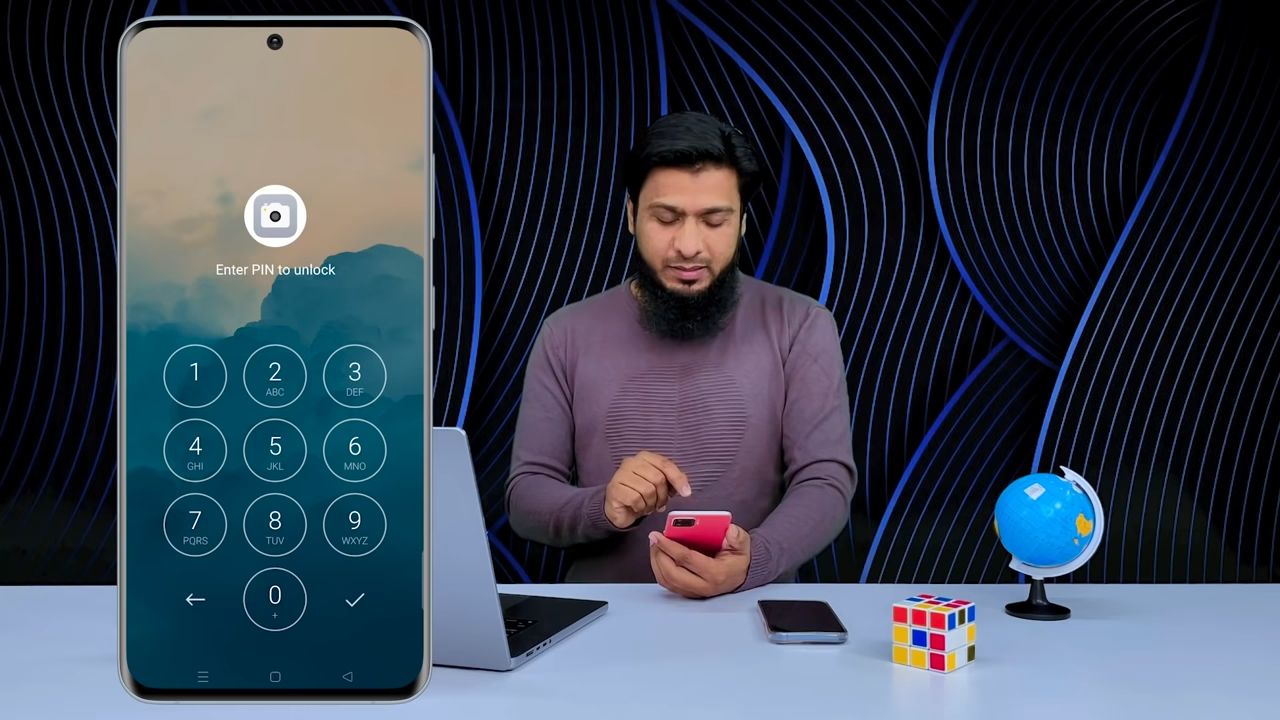 Enter PIN to unlock
1
2
ABC
3
DEF
4
GHI
5
JKL
6
MNO
7
PQRS
8
TUV
9
WXYZ
0
+